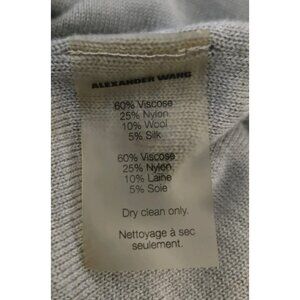 ALEXANDER WANG
60% Viscose
25% Nylon
10% Wool
5% Silk
60% Viscose
25% Nylon
10% Laine
5% Soie
Dry clean only.
Nettoyage à sec
seulement.